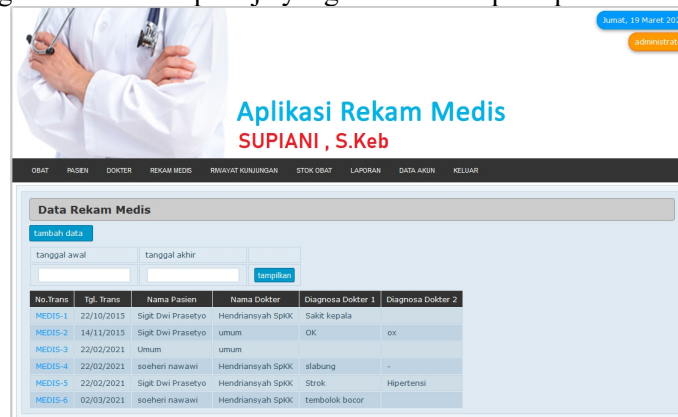 Jumat, 19 Maret 202
administrato
Aplikasi Rekam Medis
SUPIANI , S.Keb
OBAT PASIEN DOKTER REKAM MEDIS RIWAYAT KUNJUNGAN STOK OBAT LAPORAN DATA AKUN KELUAR
Data Rekam Medis
tambah data
tanggal awal tanggal akhir
tampilkan
No.Trans Tgl. Trans Nama Pasien Nama Dokter Diagnosa Dokter 1 Diagnosa Dokter 2
MEDIS-1 22/10/2015 Sigit Dwi Prasetyo Hendriansyah SpKK Sakit kepala
MEDIS-2 14/11/2015 Sigit Dwi Prasetyo umum OK ox
MEDIS-3 22/02/2021 Umum umum
MEDIS-4 22/02/2021 soeheri nawawi Hendriansyah SpKK slabung -
MEDIS-5 22/02/2021 Sigit Dwi Prasetyo Hendriansyah SpKK Strok Hipertensi
MEDIS-6 02/03/2021 soeheri nawawi Hendriansyah SpKK tembolok bocor